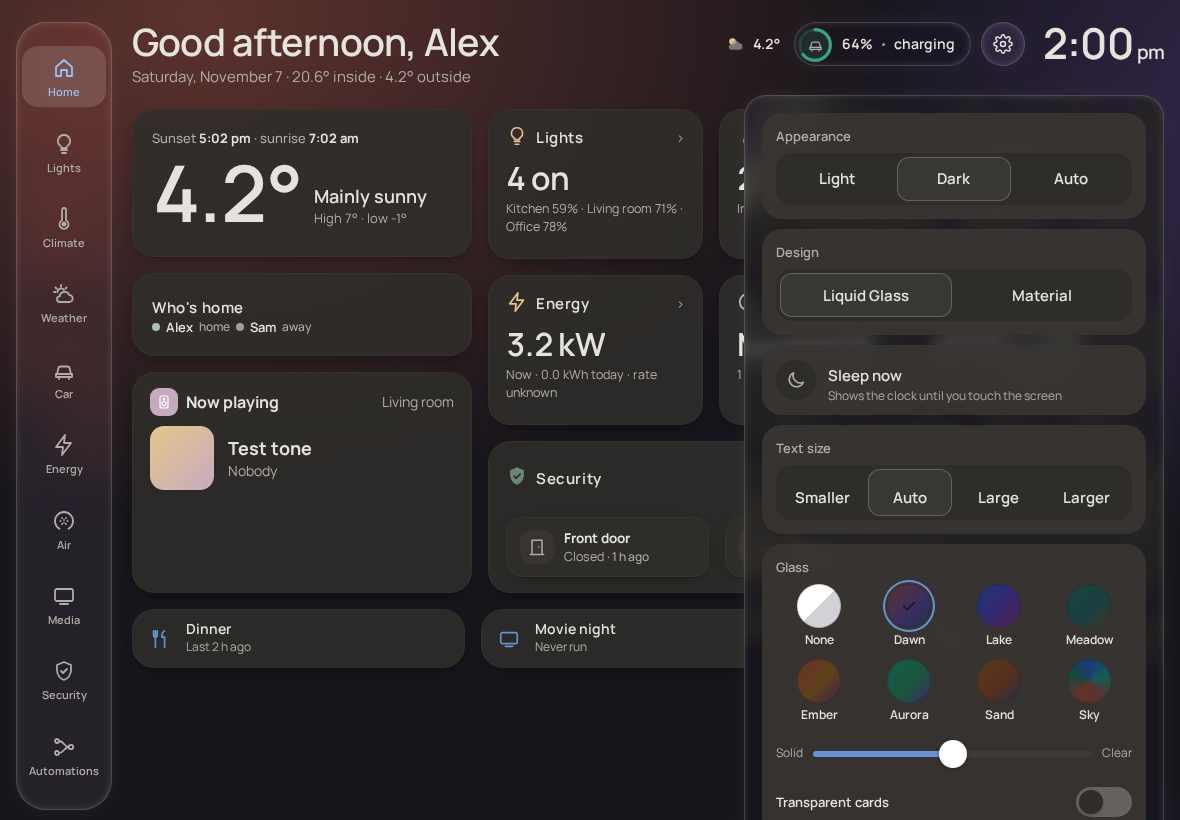 Good afternoon, Alex
Saturday, November 7 · 20.6° inside · 4.2° outside
4.2°
64% • charging
2:00 pm
Home
Lights
Climate
Weather
Car
Energy
Air
Media
Security
Automations
Sunset 5:02 pm · sunrise 7:02 am
4.2°
Mainly sunny
High 7° · low -1°
Who's home
Alex home Sam away
Now playing
Living room
Test tone
Nobody
Lights
4 on
Kitchen 59% · Living room 71% ·
Office 78%
Energy
3.2 kW
Now · 0.0 kWh today · rate
unknown
Security
Front door
Closed · 1 h ago
Dinner
Last 2 h ago
Movie night
Never run
Appearance
Light
Dark
Auto
Design
Liquid Glass
Material
Sleep now
Shows the clock until you touch the screen
Text size
Smaller
Auto
Large
Larger
Glass
None
Dawn
Lake
Meadow
Ember
Aurora
Sand
Sky
Solid
Clear
Transparent cards